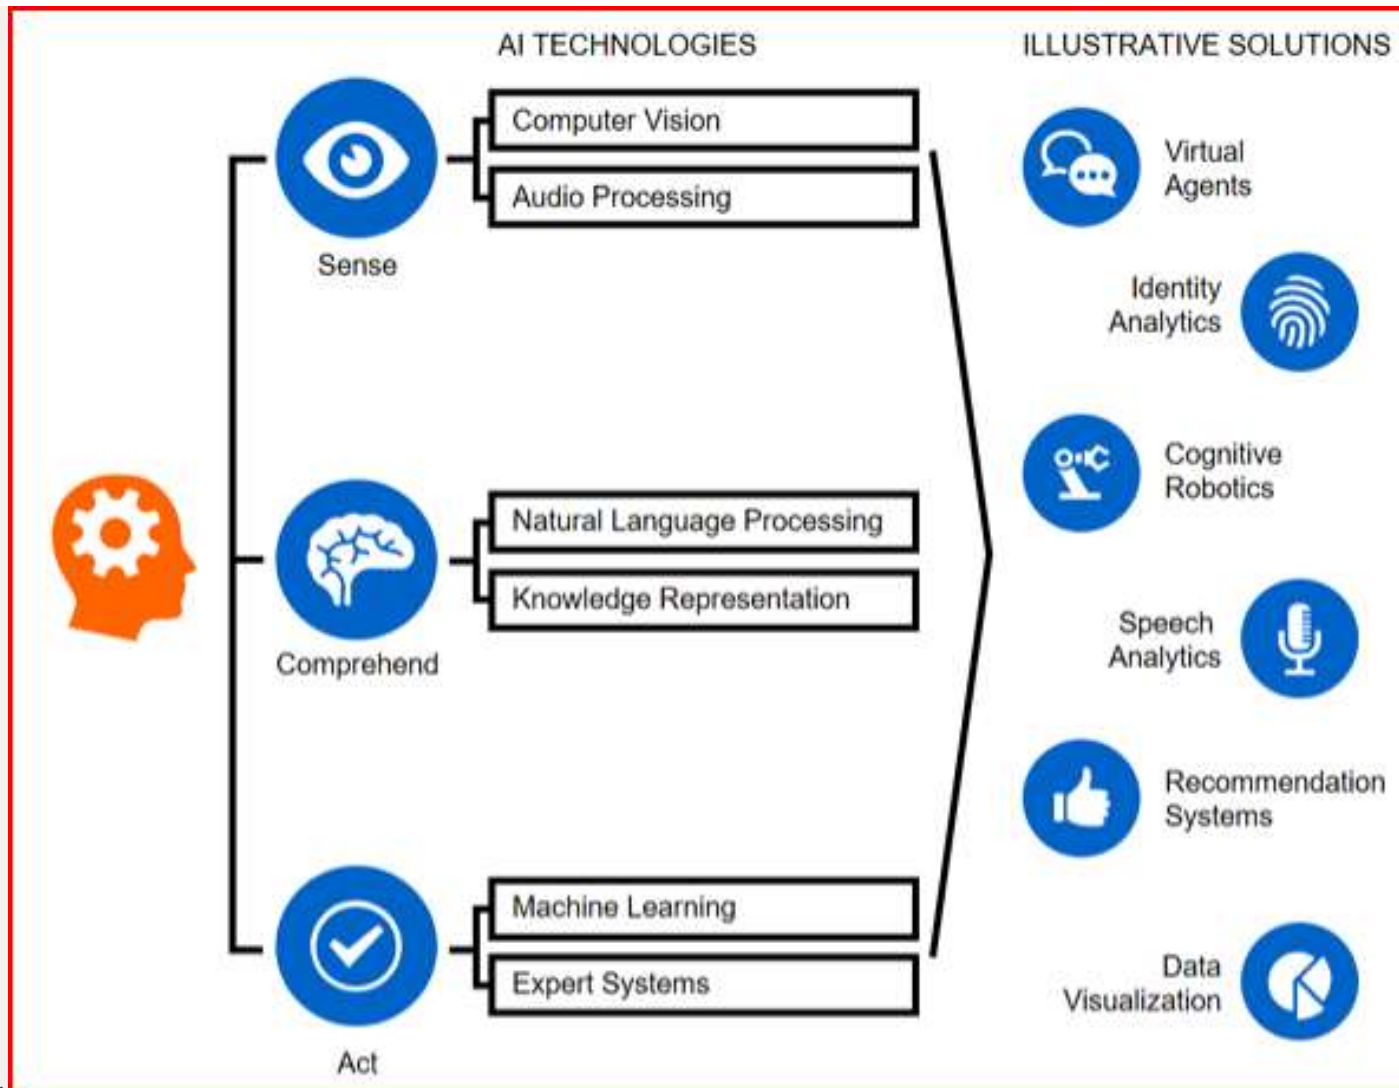 AI TECHNOLOGIES
ILLUSTRATIVE SOLUTIONS
Computer Vision
Audio Processing
Sense
Natural Language Processing
Knowledge Representation
Comprehend
Machine Learning
Expert Systems
Act
Virtual
Agents
Identity
Analytics
Cognitive
Robotics
Speech
Analytics
Recommendation
Systems
Data
Visualization